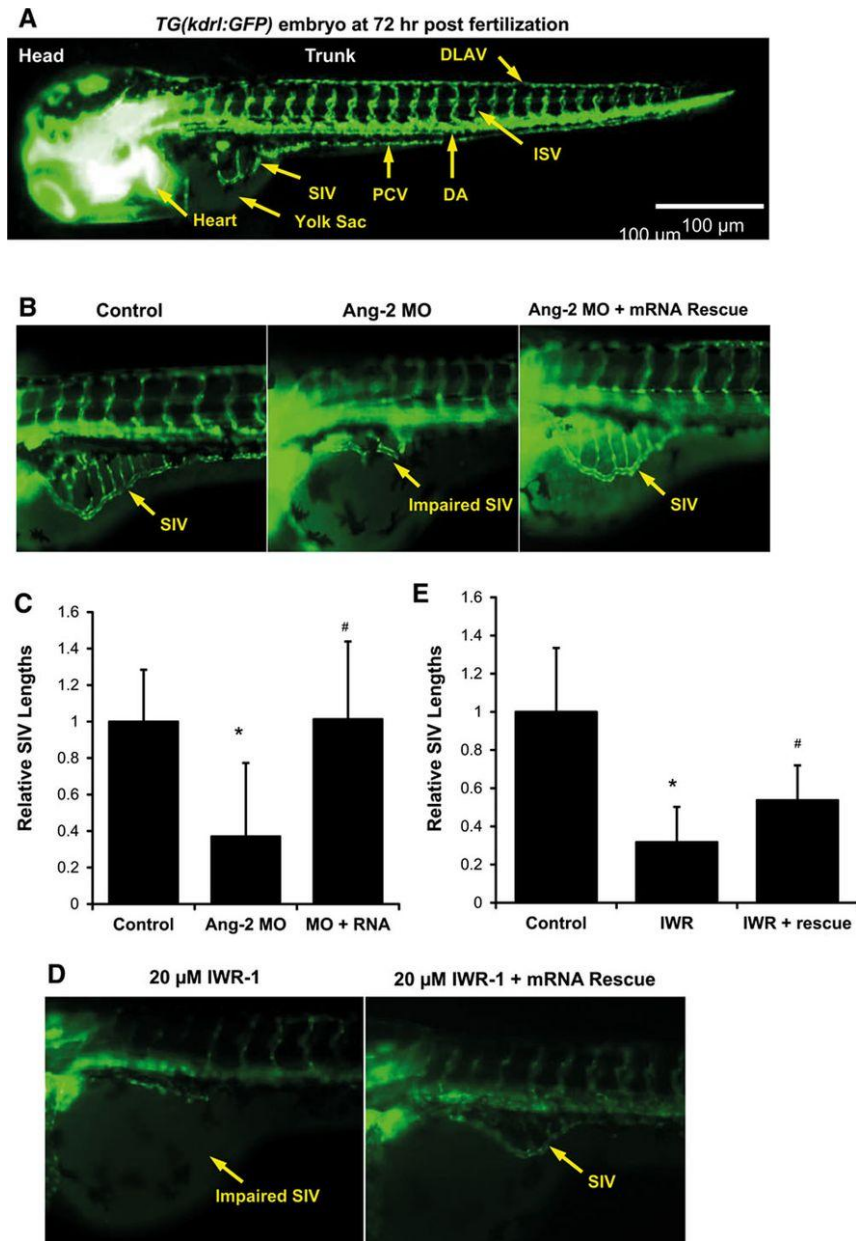 A
TG(kdrl:GFP) embryo at 72 hr post fertilization
Head
Trunk
DLAV
ISV
SIV
PCV
DA
Heart
Yolk Sac
100 µm
100 µm
B
Control
Ang-2 MO
Ang-2 MO + mRNA Rescue
SIV
Impaired SIV
SIV
C
Relative SIV Lengths
1.6
1.4
1.2
1
0.8
0.6
0.4
0.2
0
*
#
Control
Ang-2 MO
MO + RNA
E
Relative SIV Lengths
1.6
1.4
1.2
1
0.8
0.6
0.4
0.2
0
*
#
Control
IWR
IWR + rescue
D
20 µM IWR-1
20 µM IWR-1 + mRNA Rescue
Impaired SIV
SIV